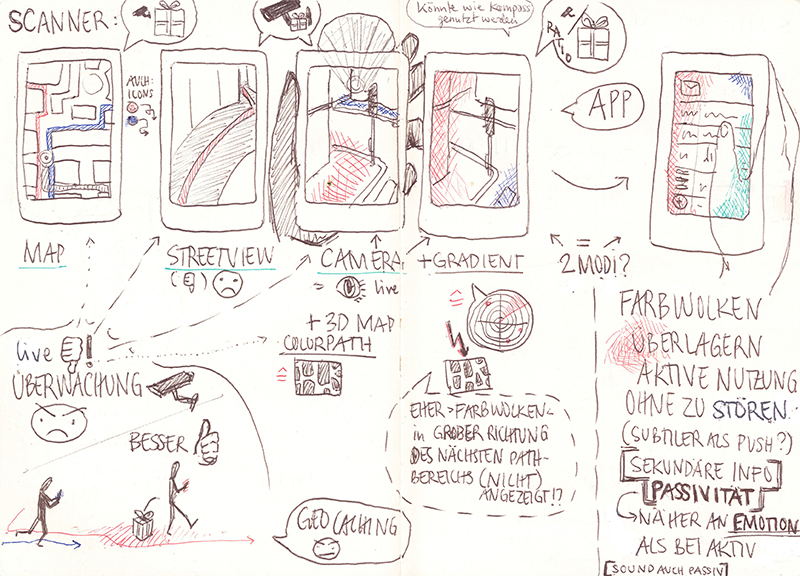 SCANNER:
Könnte wie Kompass
genutzt werden
RATIO
AUCH:
ICONS
APP
MAP
STREETVIEW
CAMERA
+GRADIENT
2 MODI?
= live
+ 3D MAP
COLORPATH
live !
ÜBERWACHUNG
BESSER
GEOCACHING
EHER >FARBWOLKEN<
in GROBER RICHTUNG
DES NÄCHSTEN PATH-
BEREICHS (NICHT)
ANGEZEIGT!?
FARBWOLKEN
ÜBERLAGERN
AKTIVE NUTZUNG
OHNE ZU STÖREN
(SUBTILER ALS PUSH?)
[SEKUNDÄRE INFO]
[PASSIVITÄT]
NÄHER AN EMOTION
ALS BEI AKTIV
[SOUND AUCH PASSIV]